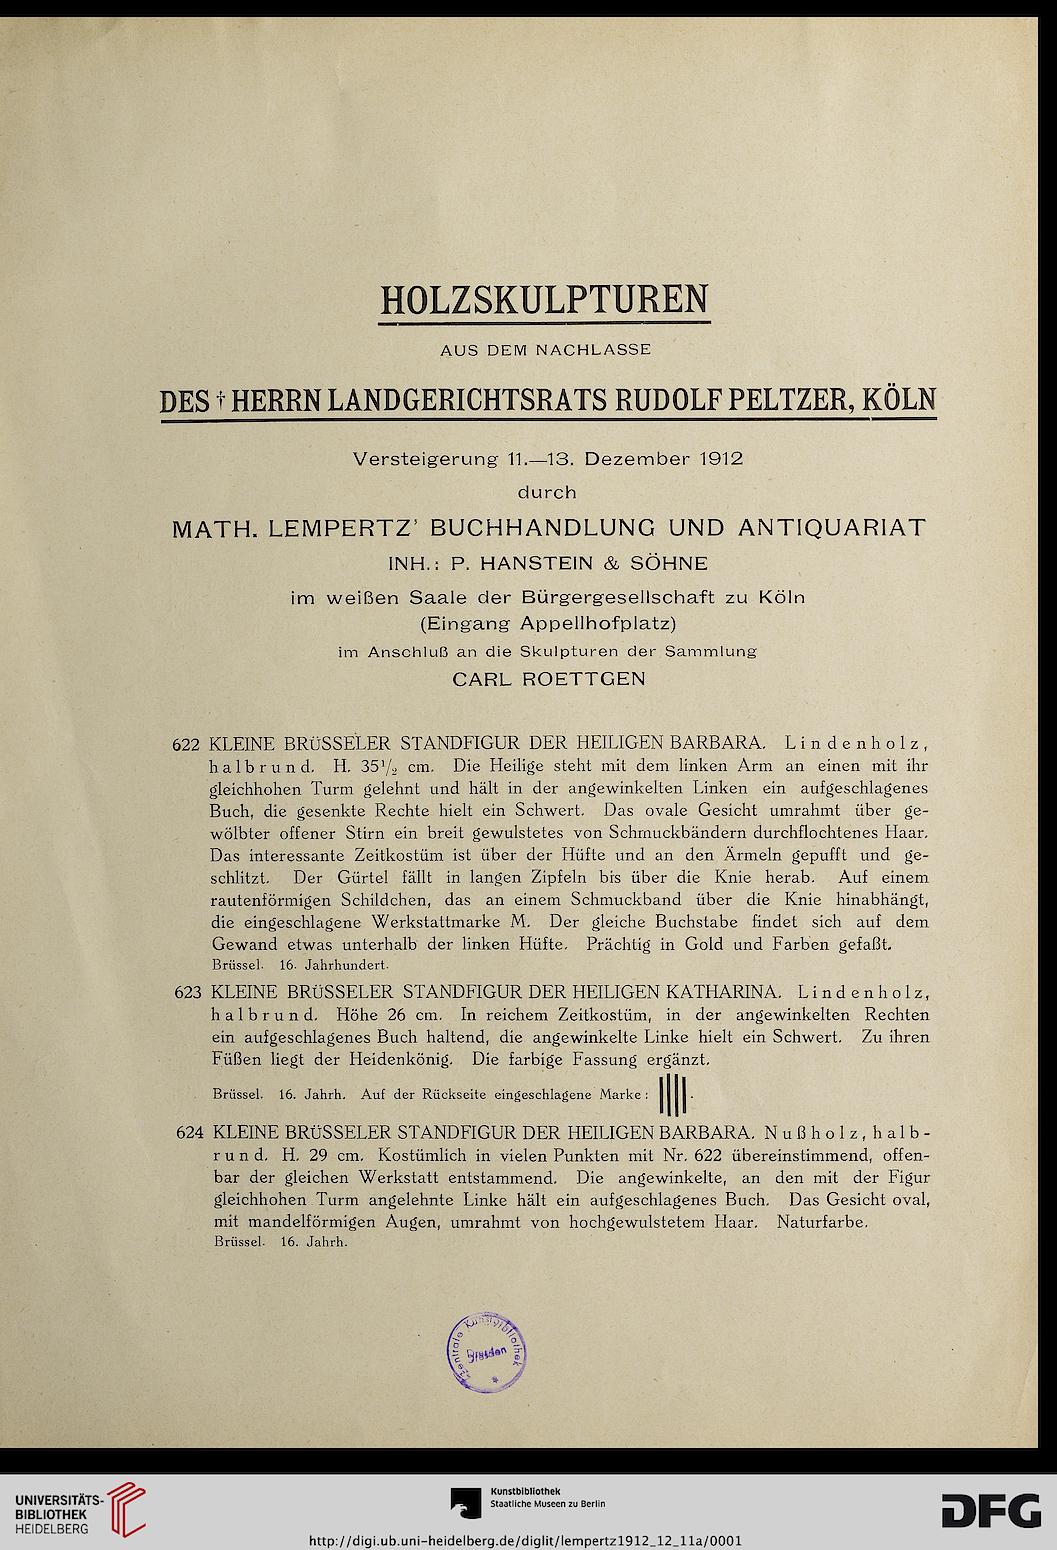 HOLZSKULPTUREN
AUS DEM NACHLASSE
DES † HERRN LANDGERICHTSRATS RUDOLF PELTZER, KÖLN
Versteigerung 11.—13. Dezember 1912
durch
MATH. LEMPERTZ' BUCHHANDLUNG UND ANTIQUARIAT
INH.: P. HANSTEIN & SÖHNE
im weißen Saale der Bürgergesellschaft zu Köln
(Eingang Appellhofplatz)
im Anschluß an die Skulpturen der Sammlung
CARL ROETTGEN
622 KLEINE BRÜSSELER STANDFIGUR DER HEILIGEN BARBARA. Lindenholz,
halbrund. H. 35½ cm. Die Heilige steht mit dem linken Arm an einen mit ihr
gleichhohen Turm gelehnt und hält in der angewinkelten Linken ein aufgeschlagenes
Buch, die gesenkte Rechte hielt ein Schwert. Das ovale Gesicht umrahmt über ge-
wölbter offener Stirn ein breit gewulstetes von Schmuckbändern durchflochtenes Haar.
Das interessante Zeitkostüm ist über der Hüfte und an den Ärmeln gepufft und ge-
schlitzt. Der Gürtel fällt in langen Zipfeln bis über die Knie herab. Auf einem
rautenförmigen Schildchen, das an einem Schmuckband über die Knie hinabhängt,
die eingeschlagene Werkstattmarke M. Der gleiche Buchstabe findet sich auf dem
Gewand etwas unterhalb der linken Hüfte. Prächtig in Gold und Farben gefaßt.
Brüssel. 16. Jahrhundert.
623 KLEINE BRÜSSELER STANDFIGUR DER HEILIGEN KATHARINA. Lindenholz,
halbrund. Höhe 26 cm. In reichem Zeitkostüm, in der angewinkelten Rechten
ein aufgeschlagenes Buch haltend, die angewinkelte Linke hielt ein Schwert. Zu ihren
Füßen liegt der Heidenkönig. Die farbige Fassung ergänzt.
Brüssel. 16. Jahrh. Auf der Rückseite eingeschlagene Marke: ||||.
624 KLEINE BRÜSSELER STANDFIGUR DER HEILIGEN BARBARA. Nußholz, halb-
rund. H. 29 cm. Kostümlich in vielen Punkten mit Nr. 622 übereinstimmend, offen-
bar der gleichen Werkstatt entstammend. Die angewinkelte, an den mit der Figur
gleichhohen Turm angelehnte Linke hält ein aufgeschlagenes Buch. Das Gesicht oval,
mit mandelförmigen Augen, umrahmt von hochgewulstetem Haar. Naturfarbe.
Brüssel. 16. Jahrh.
Zentrale Kunstbibliothek
Dresden
*
UNIVERSITÄTS-
BIBLIOTHEK
HEIDELBERG
Kunstbibliothek
Staatliche Museen zu Berlin
DFG
http://digi.ub.uni-heidelberg.de/diglit/lempertz1912_12_11a/0001